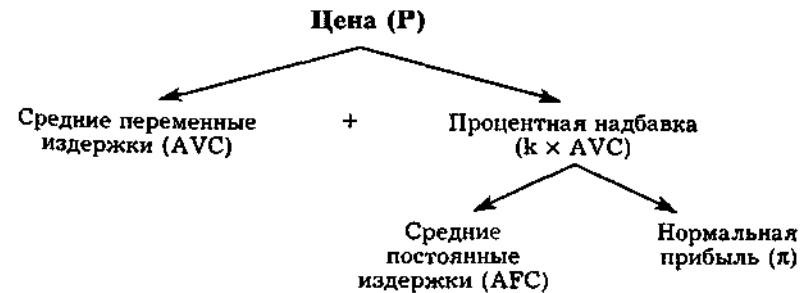 Цена (P)
Средние переменные
издержки (AVC)
+
Процентная надбавка
(k × AVC)
Средние
постоянные
издержки (AFC)
Нормальная
прибыль (π)